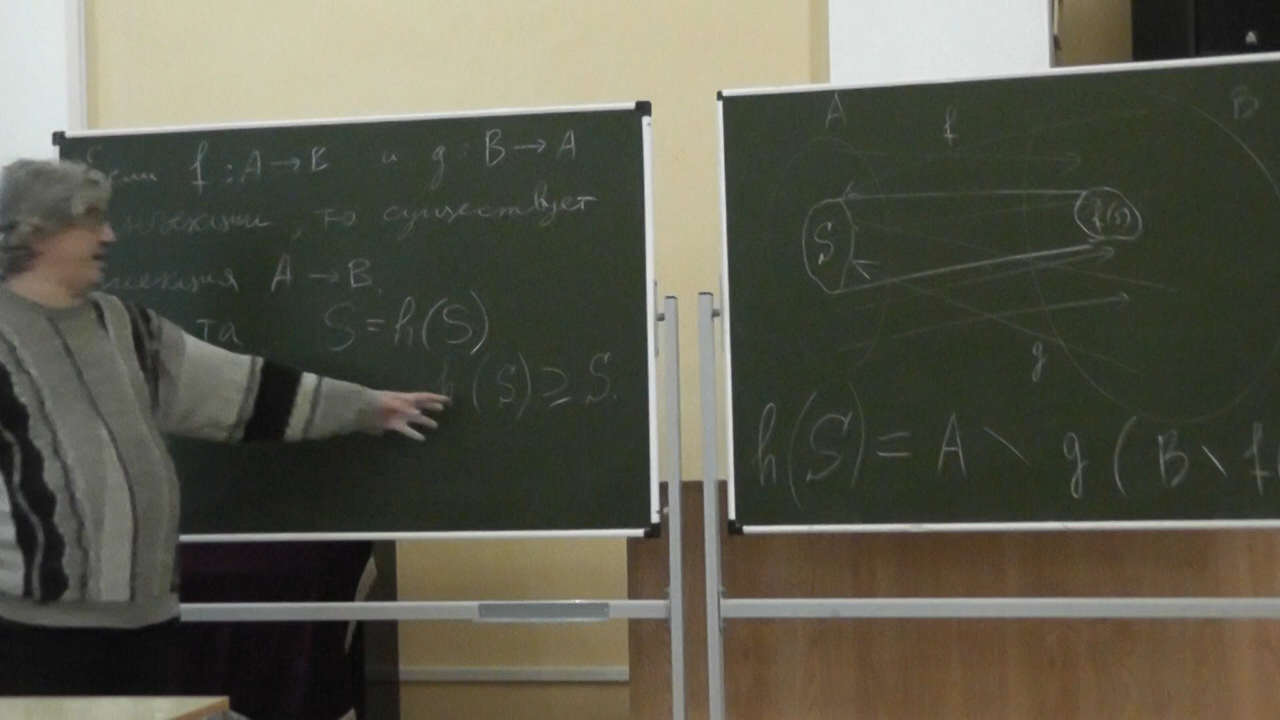 f : A → B и g : B → A
, то существует
A → B.
S = h(S)
h(S) ≥ S.
A f B
S f(S)
g
h(S) = A \ g ( B \ f(